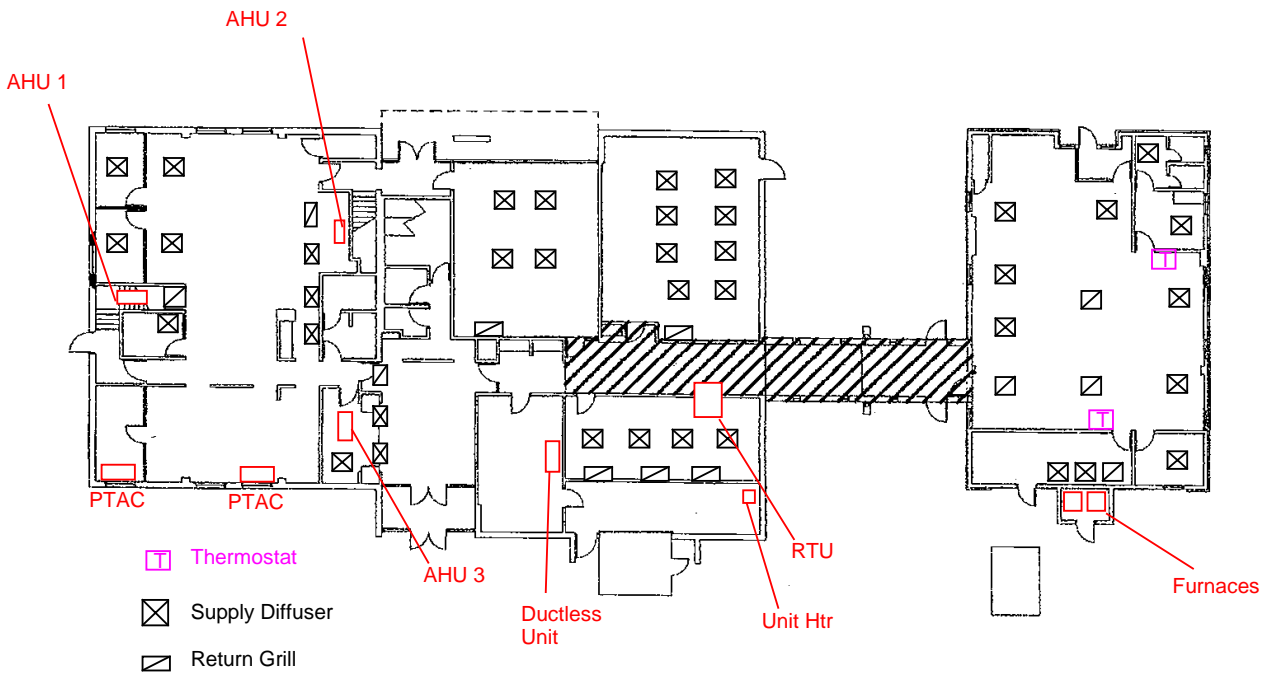 AHU 2
AHU 1
T
T
PTAC
PTAC
RTU
AHU 3
Furnaces
T Thermostat
Supply Diffuser
Ductless
Unit
Unit Htr
Return Grill